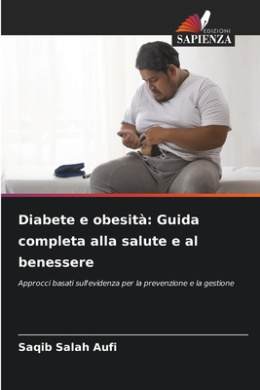 EDIZIONI
SAPIENZA
Diabete e obesità: Guida
completa alla salute e al
benessere
Approcci basati sull'evidenza per la prevenzione e la gestione
Saqib Salah Aufi